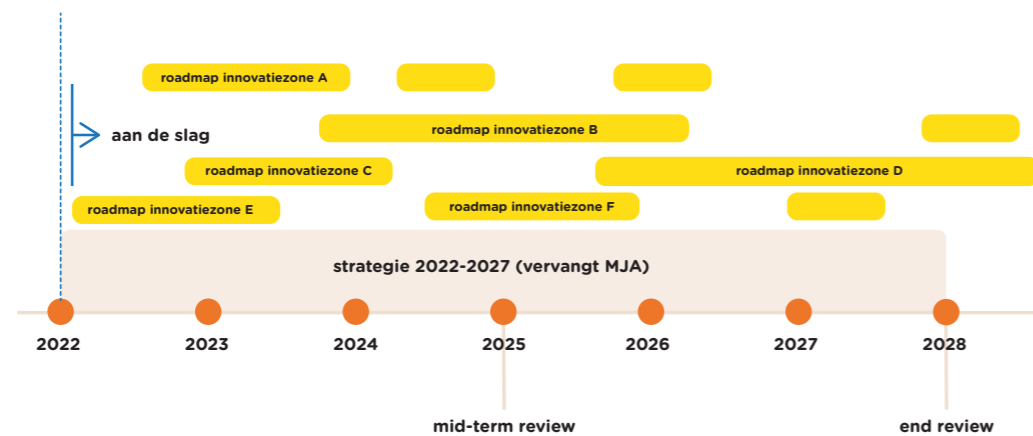 roadmap innovatiezone A
aan de slag
roadmap innovatiezone B
roadmap innovatiezone C
roadmap innovatiezone D
roadmap innovatiezone E
roadmap innovatiezone F
strategie 2022-2027 (vervangt MJA)
2022
2023
2024
2025
2026
2027
2028
mid-term review
end review